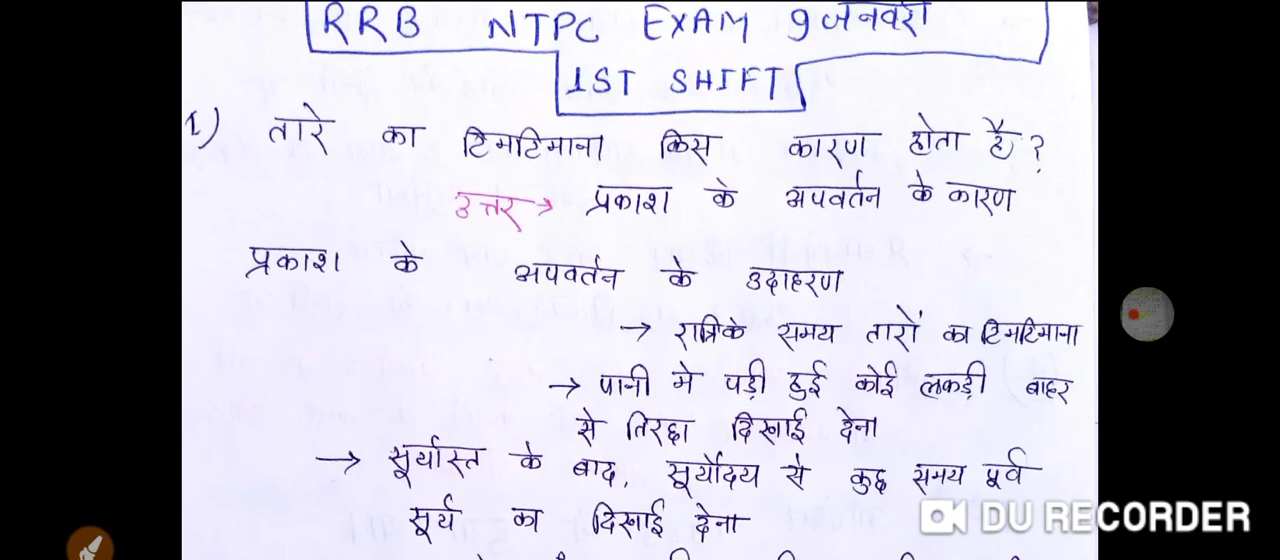 RRB NTPC EXAM 9 जनवरी
1ST SHIFT
1) तारे का टिमटिमाना किस कारण होता है ?
उत्तर → प्रकाश के अपवर्तन के कारण
प्रकाश के अपवर्तन के उदाहरण
→ रात्रि के समय तारों का टिमटिमाना
→ पानी मे पड़ी हुई कोई लकड़ी बाहर
से तिरछा दिखाई देना
→ सूर्यास्त के बाद, सूर्योदय से कुछ समय पूर्व
सूर्य का दिखाई देना
DU RECORDER